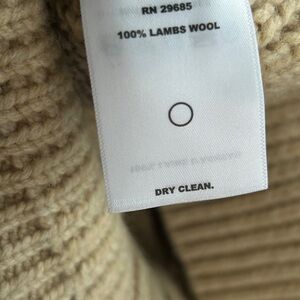 RN 29685
100% LAMBS WOOL
DRY CLEAN.